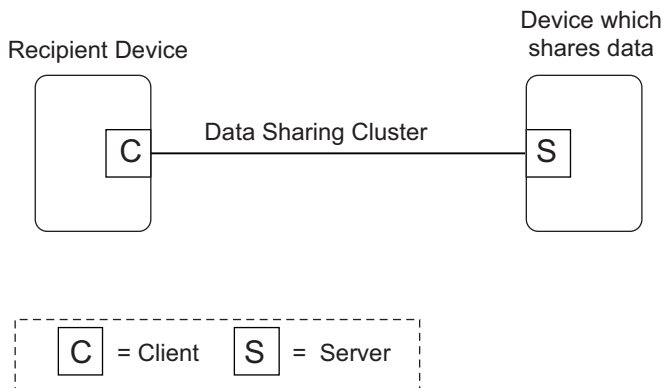 Recipient Device
Device which
shares data
C
Data Sharing Cluster
S
C = Client S = Server